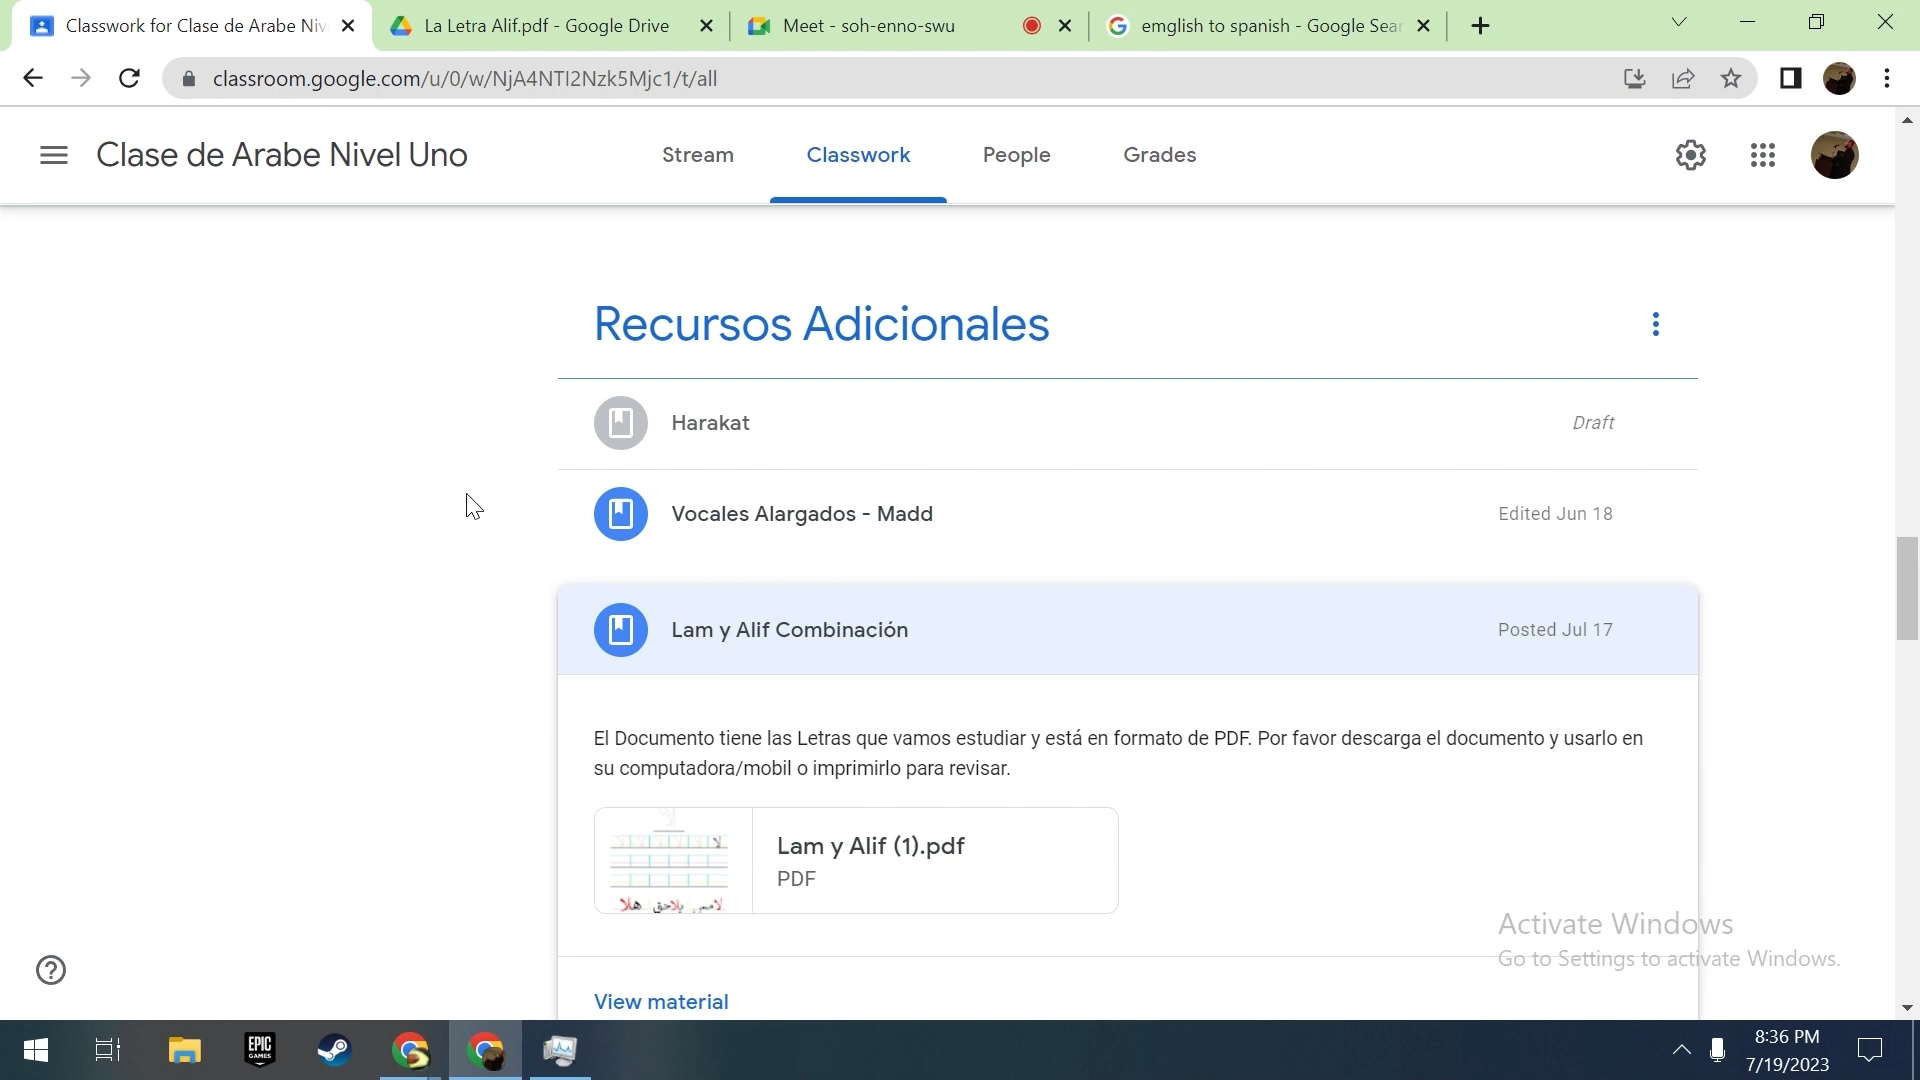 Classwork for Clase de Arabe Niv
La Letra Alif.pdf - Google Drive
Meet - soh-enno-swu
emglish to spanish - Google Sear
classroom.google.com/u/0/w/NjA4NTI2Nzk5Mjc1/t/all
Clase de Arabe Nivel Uno
Stream
Classwork
People
Grades
Recursos Adicionales
Harakat
Draft
Vocales Alargados - Madd
Edited Jun 18
Lam y Alif Combinación
Posted Jul 17
El Documento tiene las Letras que vamos estudiar y está en formato de PDF. Por favor descarga el documento y usarlo en
su computadora/mobil o imprimirlo para revisar.
لا
Lam y Alif (1).pdf
PDF
Activate Windows
Go to Settings to activate Windows.
View material
EPIC
GAMES
8:36 PM
7/19/2023